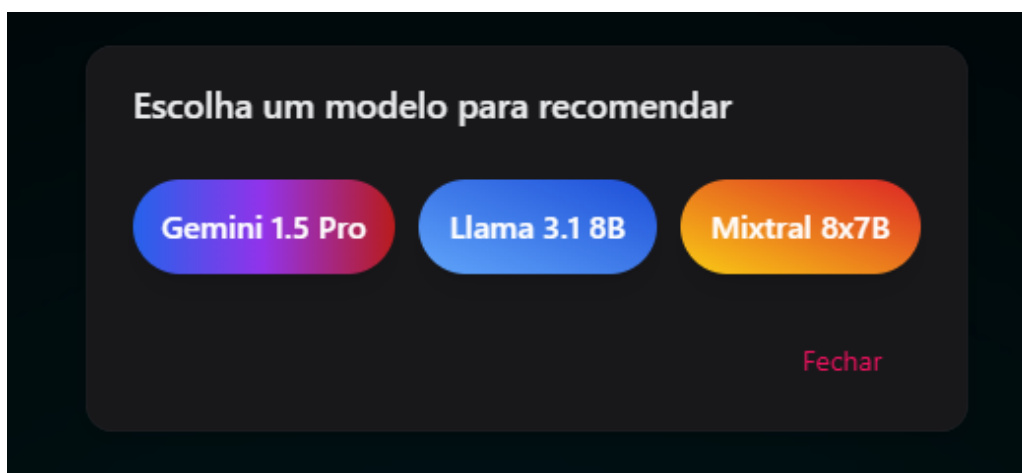 Escolha um modelo para recomendar
Gemini 1.5 Pro Llama 3.1 8B Mixtral 8x7B
Fechar